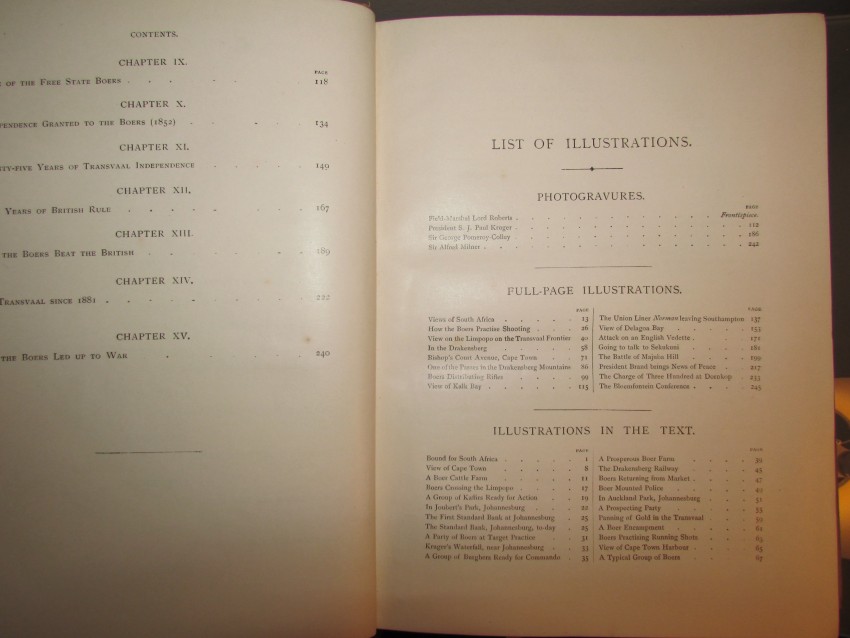 CONTENTS.
CHAPTER IX.
PAGE
OF THE FREE STATE BOERS 118
CHAPTER X.
PENDENCE GRANTED TO THE BOERS (1852) 134
CHAPTER XI.
TY-FIVE YEARS OF TRANSVAAL INDEPENDENCE 149
CHAPTER XII.
YEARS OF BRITISH RULE 167
CHAPTER XIII.
THE BOERS BEAT THE BRITISH 189
CHAPTER XIV.
TRANSVAAL SINCE 1881 222
CHAPTER XV.
THE BOERS LED UP TO WAR 240
LIST OF ILLUSTRATIONS.
PHOTOGRAVURES.
PAGE
Field-Marshal Lord Roberts Frontispiece.
President S. J. Paul Kruger 112
Sir George Pomeroy Colley 186
Sir Alfred Milner 242
FULL-PAGE ILLUSTRATIONS.
PAGE
Views of South Africa 13
How the Boers Practise Shooting 26
View on the Limpopo on the Transvaal Frontier 40
In the Drakensberg 58
Bishop's Court Avenue, Cape Town 71
One of the Passes in the Drakensberg Mountains 86
Boers Distributing Rifles 99
View of Kalk Bay 115
PAGE
The Union Liner Norman leaving Southampton 137
View of Delagoa Bay 153
Attack on an English Vedette 171
Going to talk to Sekukuni 181
The Battle of Majuba Hill 199
President Brand brings News of Peace 217
The Charge of Three Hundred at Doornkop 233
The Bloemfontein Conference 245
ILLUSTRATIONS IN THE TEXT.
PAGE
Bound for South Africa 1
View of Cape Town 8
A Boer Cattle Farm 11
Boers Crossing the Limpopo 17
A Group of Kaffirs Ready for Action 19
In Joubert's Park, Johannesburg 22
The First Standard Bank at Johannesburg 25
The Standard Bank, Johannesburg, to-day 25
A Party of Boers at Target Practice 31
Kruger's Waterfall, near Johannesburg 33
A Group of Burghers Ready for Commando 35
PAGE
A Prosperous Boer Farm 39
The Drakensberg Railway 45
Boers Returning from Market 47
Boer Mounted Police
In Auckland Park, Johannesburg 51
A Prospecting Party 53
Panning of Gold in the Transvaal 59
A Boer Encampment
Boers Practising Running Shots 63
View of Cape Town Harbour 65
A Typical Group of Boers